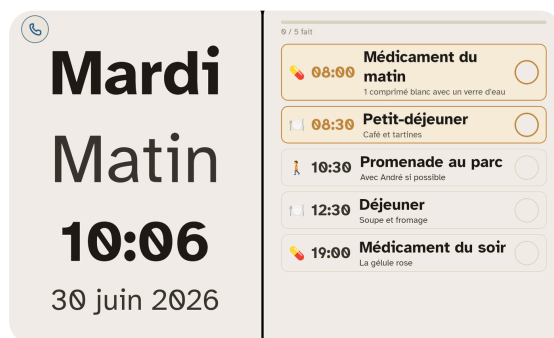 Mardi
Matin
10:06
30 juin 2026
0 / 5 fait
08:00 Médicament du
matin
1 comprimé blanc avec un verre d'eau
08:30 Petit-déjeuner
Café et tartines
10:30 Promenade au parc
Avec André si possible
12:30 Déjeuner
Soupe et fromage
19:00 Médicament du soir
La gélule rose